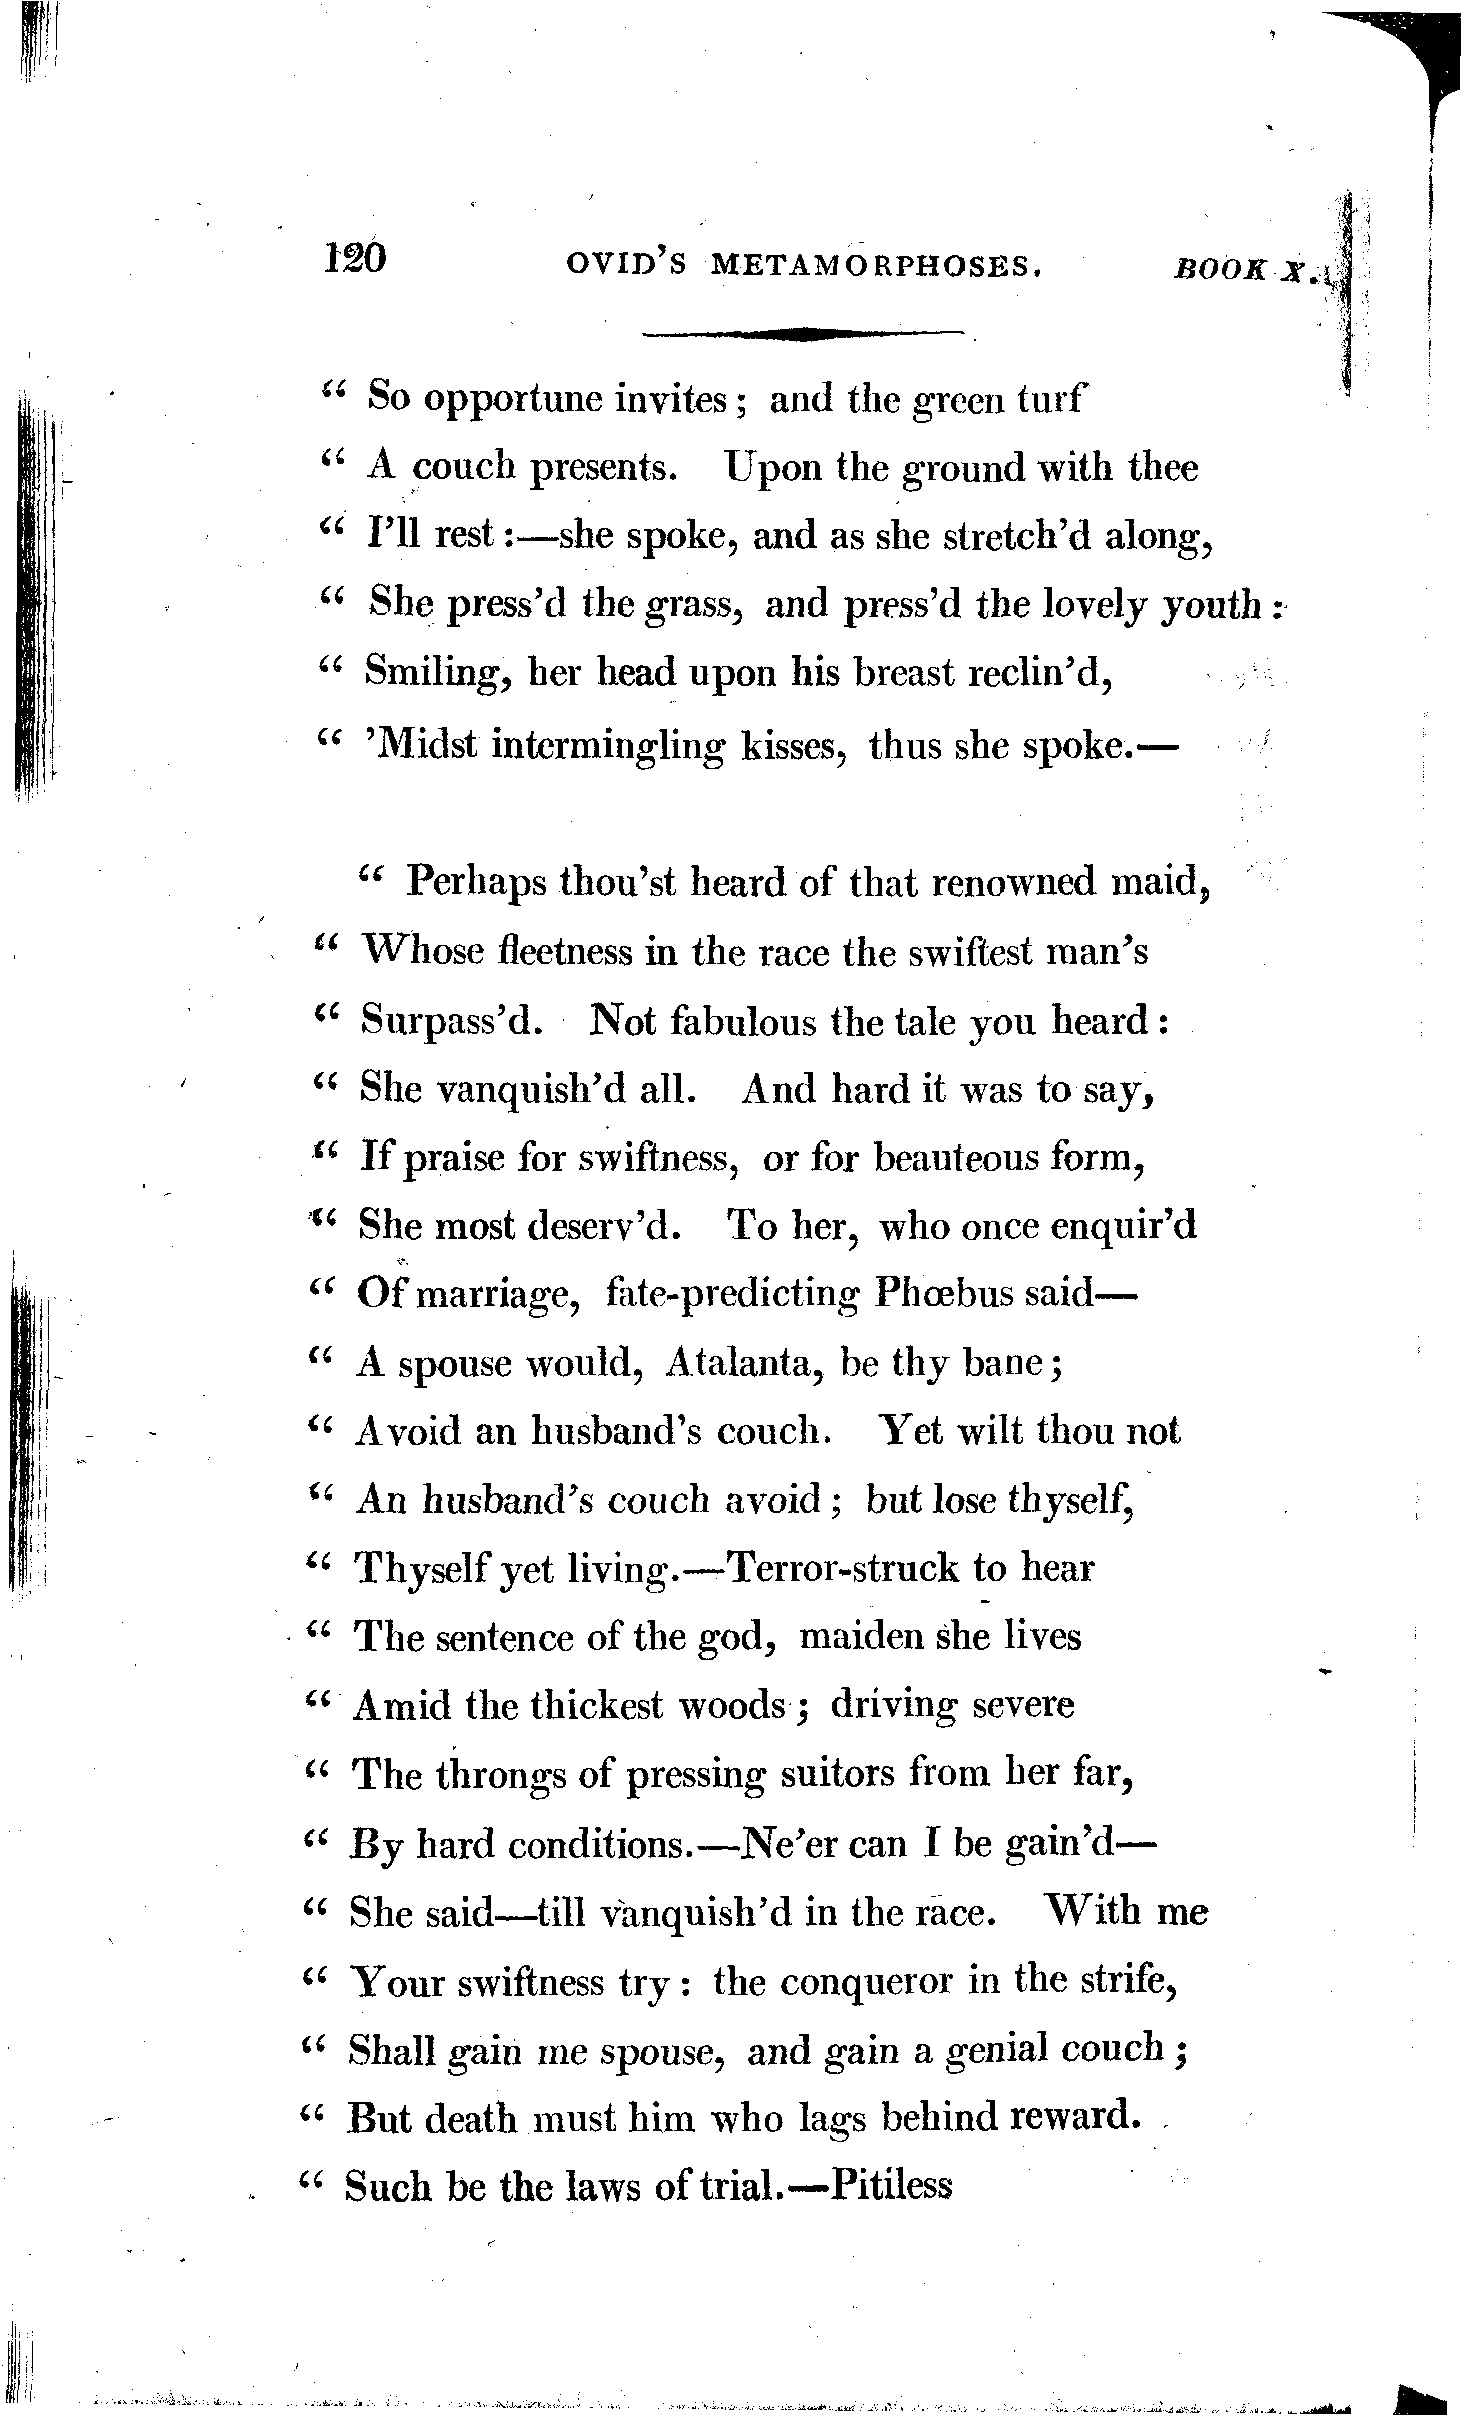 120 OVID'S METAMORPHOSES. BOOK X.
“ So opportune invites; and the green turf
“ A couch presents. Upon the ground with thee
“ I'll rest:—she spoke, and as she stretch'd along,
“ She press'd the grass, and press'd the lovely youth:
“ Smiling, her head upon his breast reclin'd,
“ 'Midst intermingling kisses, thus she spoke.—
“ Perhaps thou'st heard of that renowned maid,
“ Whose fleetness in the race the swiftest man's
“ Surpass'd. Not fabulous the tale you heard:
“ She vanquish'd all. And hard it was to say,
“ If praise for swiftness, or for beauteous form,
“ She most deserv'd. To her, who once enquir'd
“ Of marriage, fate-predicting Phœbus said—
“ A spouse would, Atalanta, be thy bane;
“ Avoid an husband's couch. Yet wilt thou not
“ An husband's couch avoid; but lose thyself,
“ Thyself yet living.—Terror-struck to hear
“ The sentence of the god, maiden she lives
“ Amid the thickest woods; driving severe
“ The throngs of pressing suitors from her far,
“ By hard conditions.—Ne'er can I be gain'd—
“ She said—till vanquish'd in the race. With me
“ Your swiftness try: the conqueror in the strife,
“ Shall gain me spouse, and gain a genial couch;
“ But death must him who lags behind reward.
“ Such be the laws of trial.—Pitiless